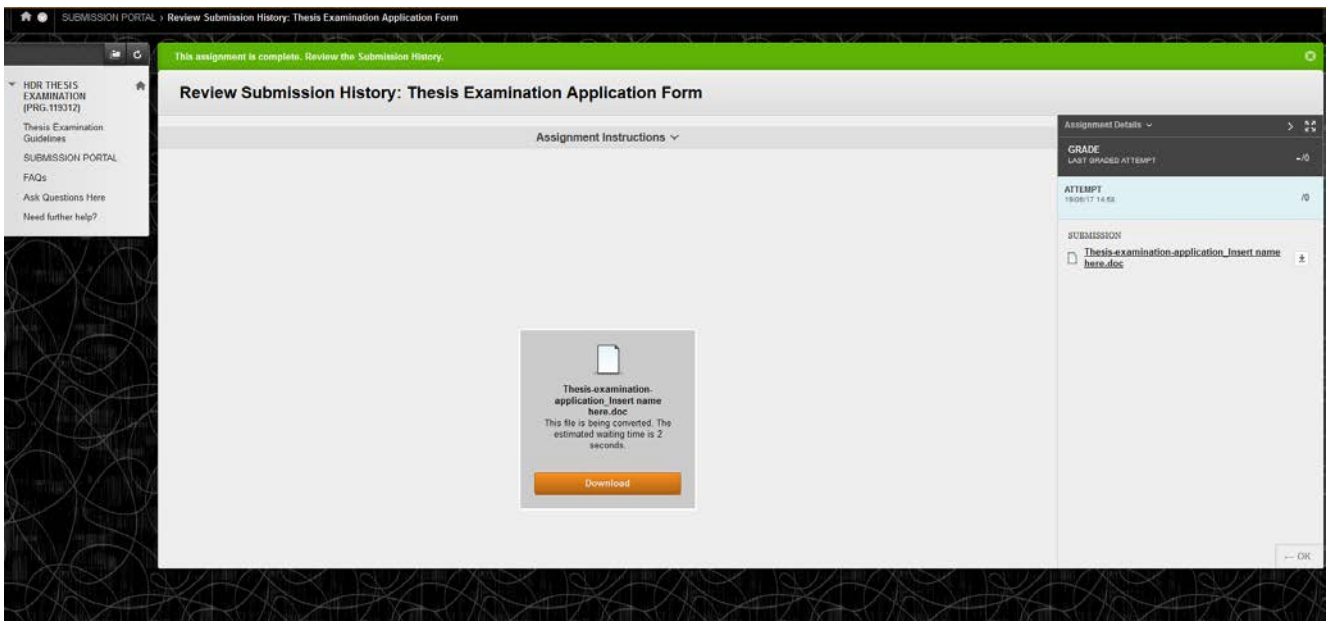 SUBMISSION PORTAL › Review Submission History: Thesis Examination Application Form
This assignment is complete. Review the Submission History.
HDR THESIS
EXAMINATION
(PRG.119312)
Thesis Examination
Guidelines
SUBMISSION PORTAL
FAQs
Ask Questions Here
Need further help?
Review Submission History: Thesis Examination Application Form
Assignment Instructions
Thesis-examination-
application_Insert name
here.doc
This file is being converted. The
estimated waiting time is 2
seconds.
Download
Assignment Details
GRADE
LAST GRADED ATTEMPT
-/0
ATTEMPT
/0
SUBMISSION
Thesis-examination-application_Insert name
here.doc
OK